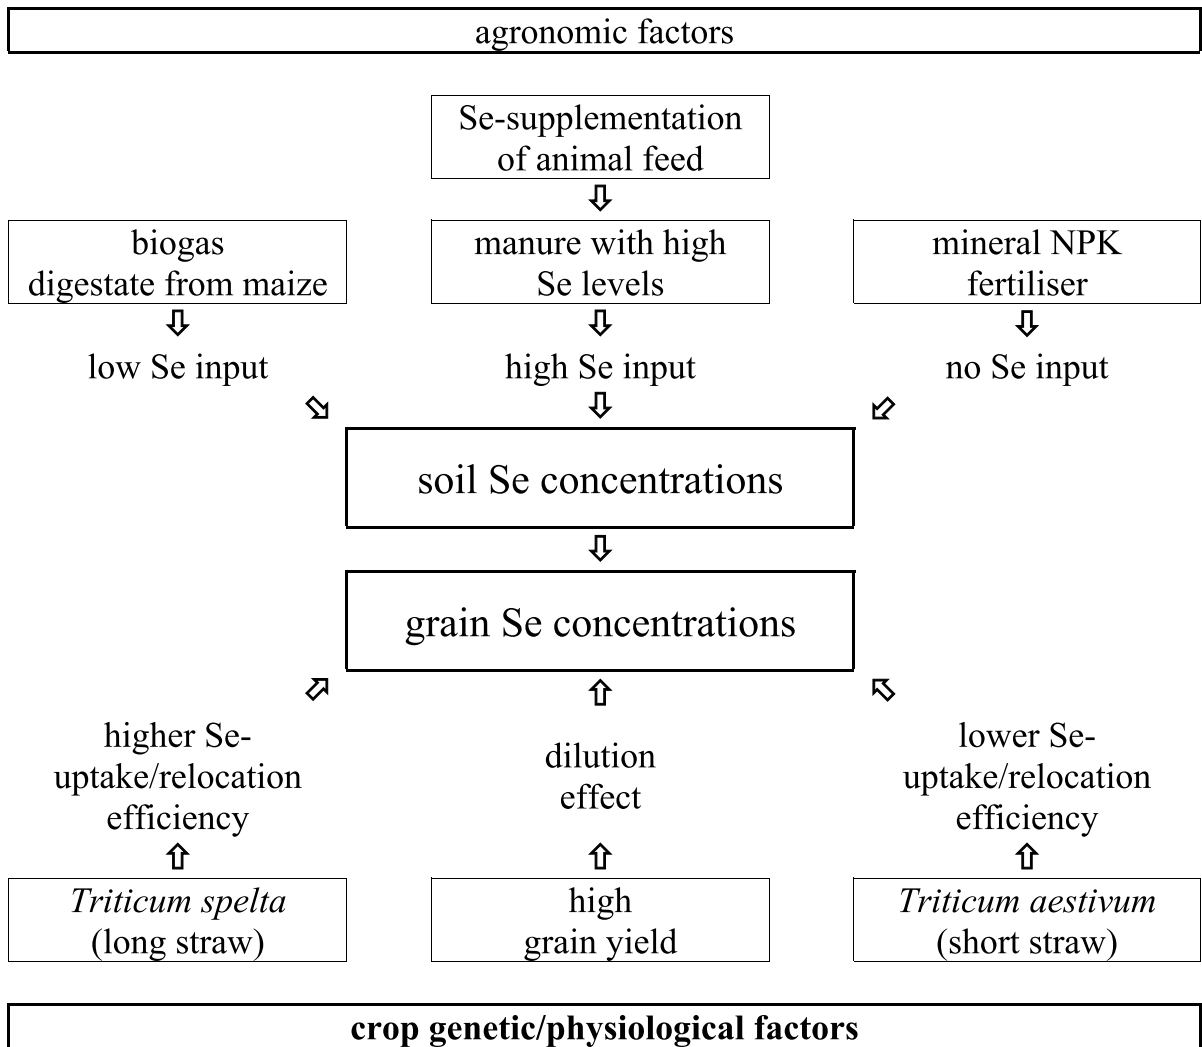 agronomic factors
Se-supplementation
of animal feed
biogas
digestate from maize
manure with high
Se levels
mineral NPK
fertiliser
low Se input
high Se input
no Se input
soil Se concentrations
grain Se concentrations
higher Se-
uptake/relocation
efficiency
dilution
effect
lower Se-
uptake/relocation
efficiency
Triticum spelta
(long straw)
high
grain yield
Triticum aestivum
(short straw)
crop genetic/physiological factors